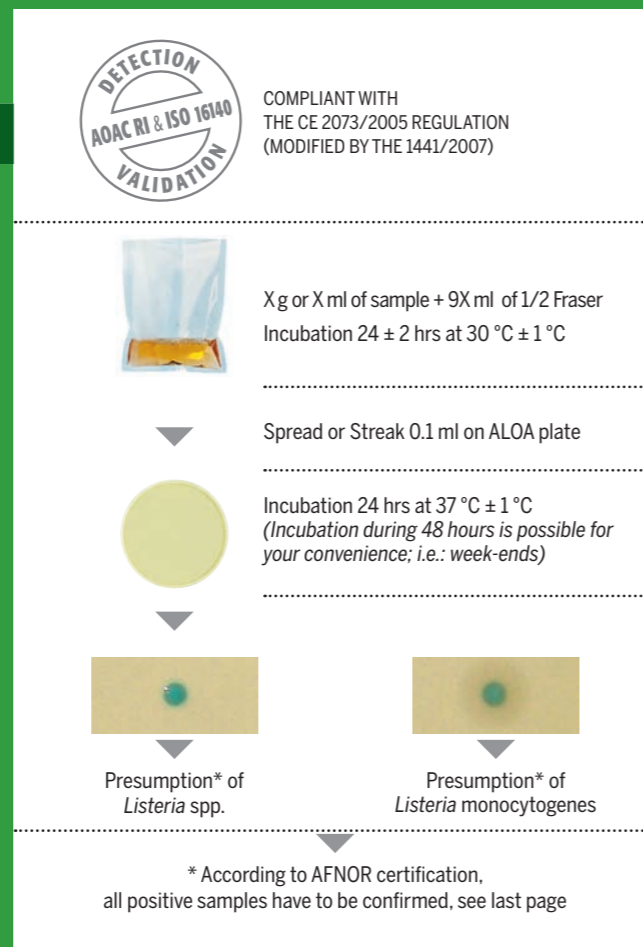 DETECTION
AOAC RI & ISO 16140
VALIDATION
COMPLIANT WITH
THE CE 2073/2005 REGULATION
(MODIFIED BY THE 1441/2007)
X g or X ml of sample + 9X ml of 1/2 Fraser
Incubation 24 ± 2 hrs at 30 °C ± 1 °C
Spread or Streak 0.1 ml on ALOA plate
Incubation 24 hrs at 37 °C ± 1 °C
(Incubation during 48 hours is possible for
your convenience; i.e.: week-ends)
Presumption* of
Listeria spp.
Presumption* of
Listeria monocytogenes
* According to AFNOR certification,
all positive samples have to be confirmed, see last page